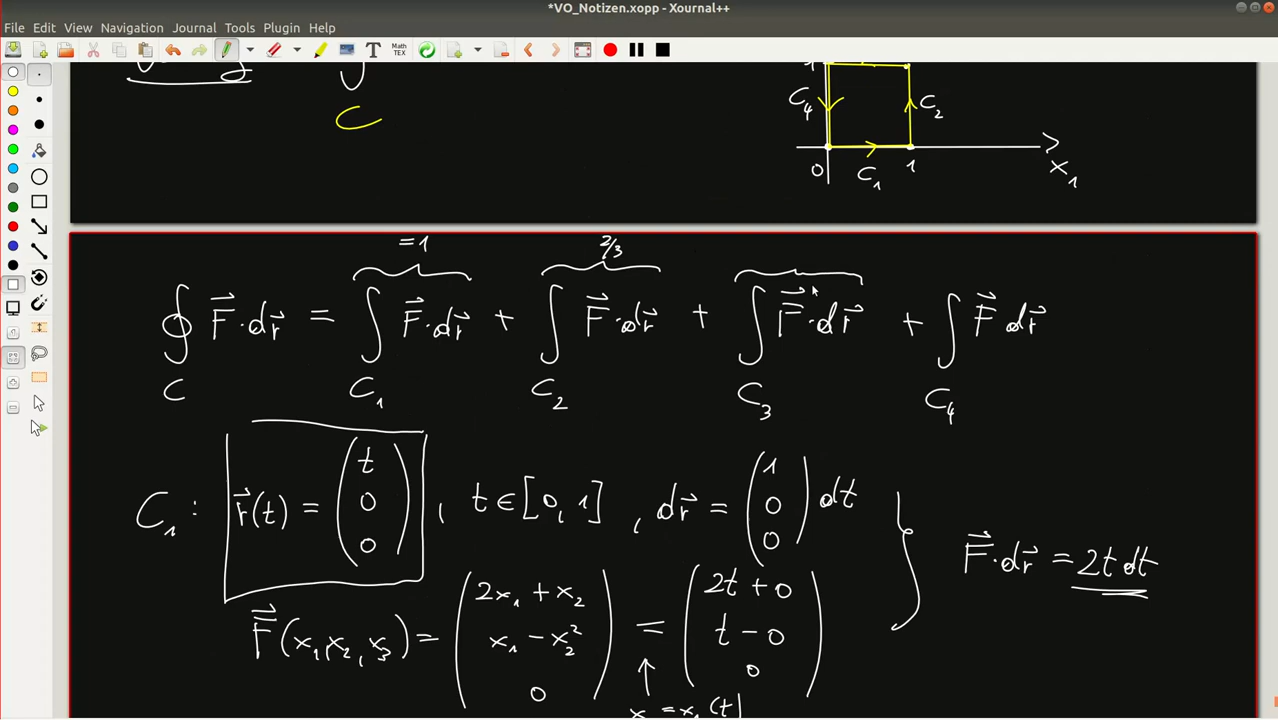 *VO_Notizen.xopp - Xournal++
File Edit View Navigation Journal Tools Plugin Help
C
C₄ C₂
0 C₁ 1 x₁
=1 2/3
∮ F⃗·dr⃗ = ∫ F⃗·dr⃗ + ∫ F⃗·dr⃗ + ∫ F⃗·dr⃗ + ∫ F⃗ dr⃗
C C₁ C₂ C₃ C₄
C₁: r⃗(t) = (t 0 0), t∈[0,1], dr⃗ = (1 0 0) dt
F⃗·dr⃗ = 2t dt
F⃗(x₁,x₂,x₃) = (2x₁+x₂ x₁-x₂² 0) = (2t+0 t-0 0)
↑
x = x₁(t)